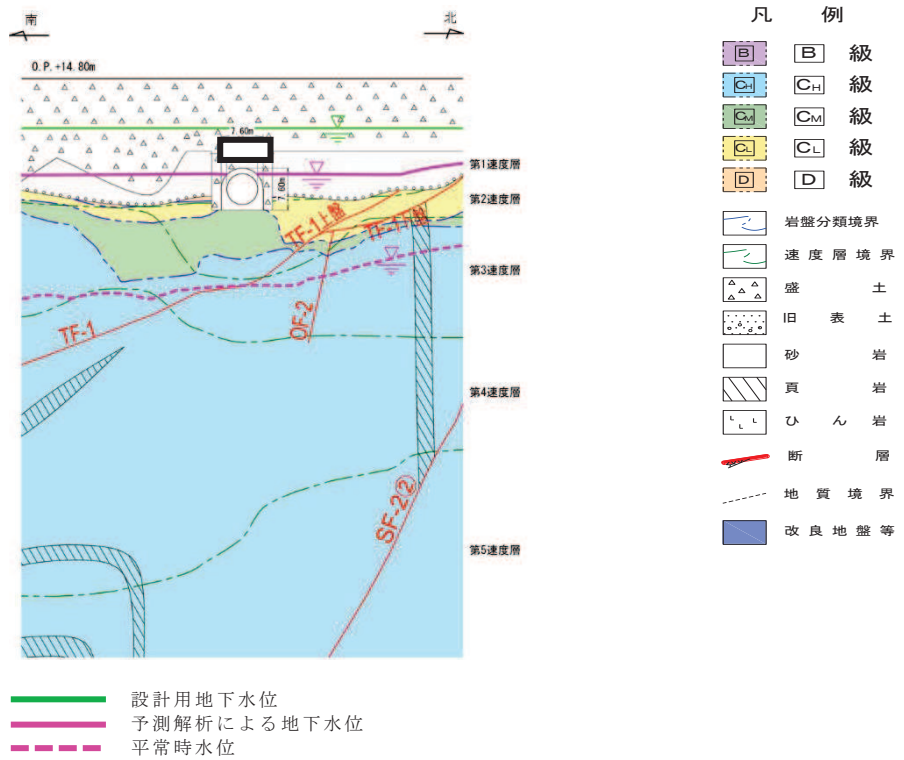 南
北
O.P.+14.80m
7.60m
7.60m
第1速度層
第2速度層
TF-1上盤
TF-1下盤
第3速度層
TF-1
OF-2
第4速度層
SF-2②
第5速度層
凡 例
B B 級
CH CH 級
CM CM 級
CL CL 級
D D 級
岩盤分類境界
速度層境界
盛 土
旧 表 土
砂 岩
頁 岩
ひ ん 岩
断 層
地 質 境 界
改 良 地 盤 等
設計用地下水位
予測解析による地下水位
平常時水位